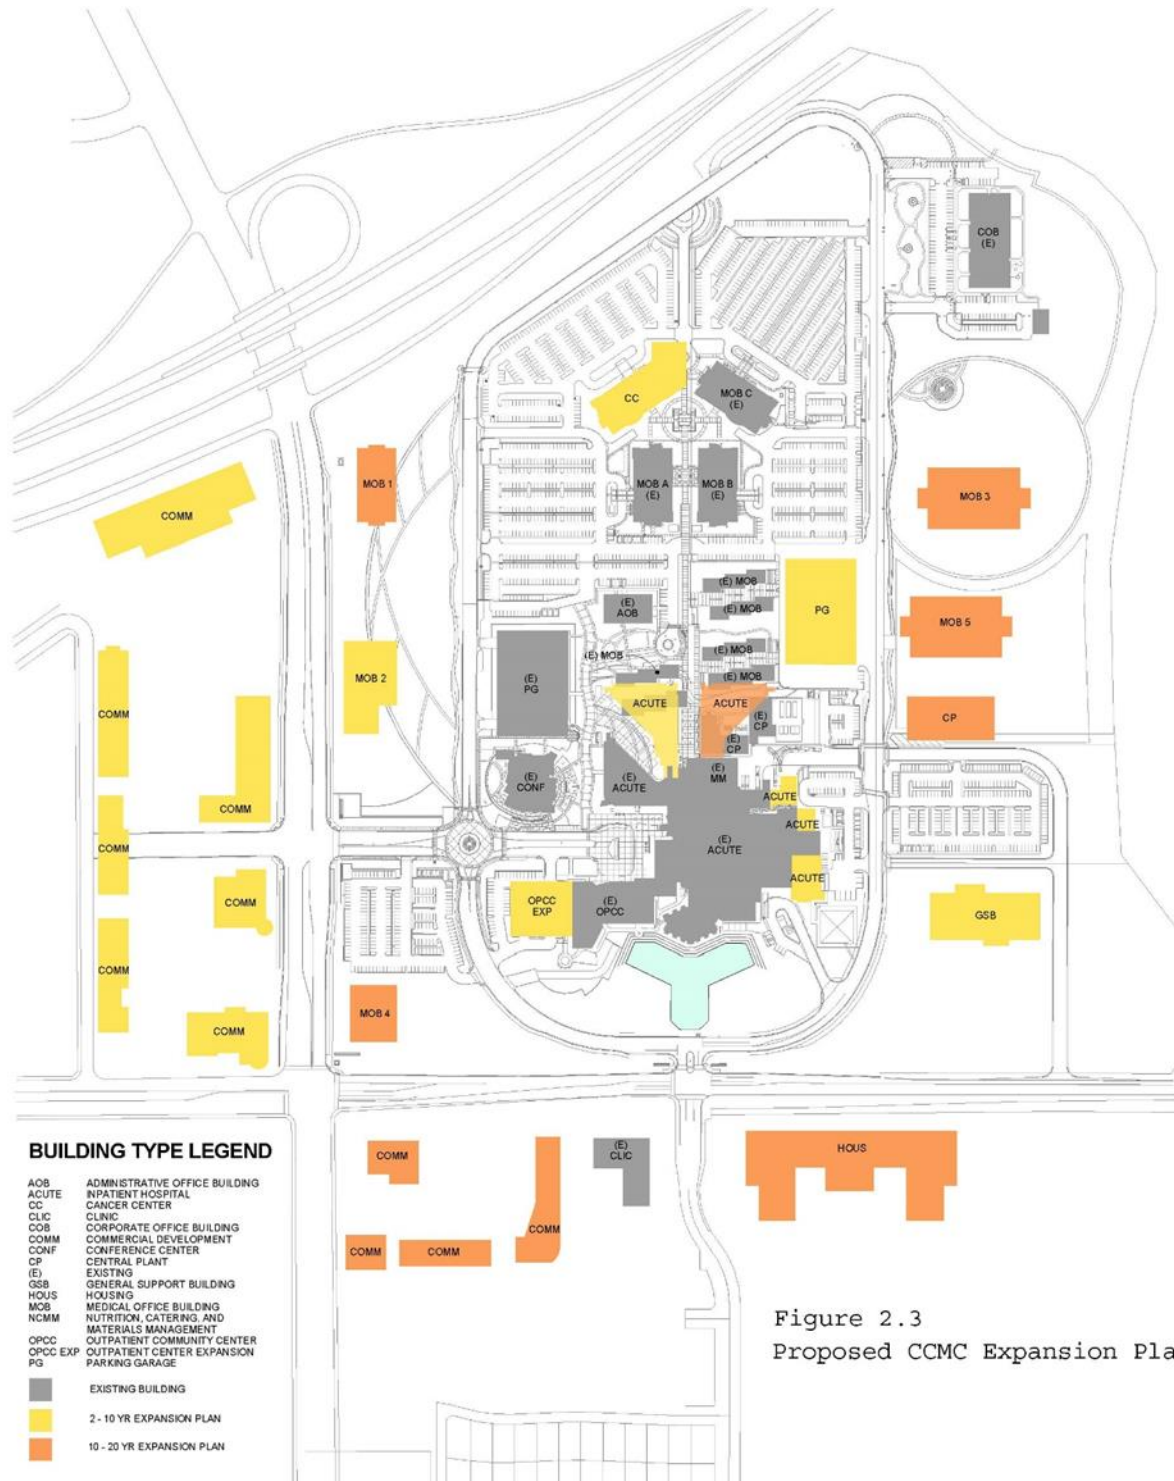 COB
(E)
CC
MOB C
(E)
MOB A
(E)
MOB B
(E)
MOB 1
MOB 3
COMM
(E) MOB
(E) MOB
(E)
AOB
PG
MOB 5
(E) MOB
(E) MOB
(E) MOB
(E)
PG
MOB 2
ACUTE
ACUTE
(E)
CP
(E)
CP
CP
COMM
(E)
MM
(E)
CONF
(E)
ACUTE
ACUTE
COMM
ACUTE
COMM
(E)
ACUTE
ACUTE
COMM
OPCC
EXP
(E)
OPCC
GSB
COMM
MOB 4
COMM
COMM
(E)
CLIC
HOUS
COMM
COMM
COMM
BUILDING TYPE LEGEND
AOB ADMINISTRATIVE OFFICE BUILDING
ACUTE INPATIENT HOSPITAL
CC CANCER CENTER
CLIC CLINIC
COB CORPORATE OFFICE BUILDING
COMM COMMERCIAL DEVELOPMENT
CONF CONFERENCE CENTER
CP CENTRAL PLANT
(E) EXISTING
GSB GENERAL SUPPORT BUILDING
HOUS HOUSING
MOB MEDICAL OFFICE BUILDING
NCMM NUTRITION, CATERING, AND
MATERIALS MANAGEMENT
OPCC OUTPATIENT COMMUNITY CENTER
OPCC EXP OUTPATIENT CENTER EXPANSION
PG PARKING GARAGE
EXISTING BUILDING
2 - 10 YR EXPANSION PLAN
10 - 20 YR EXPANSION PLAN
Figure 2.3
Proposed CCMC Expansion Pla